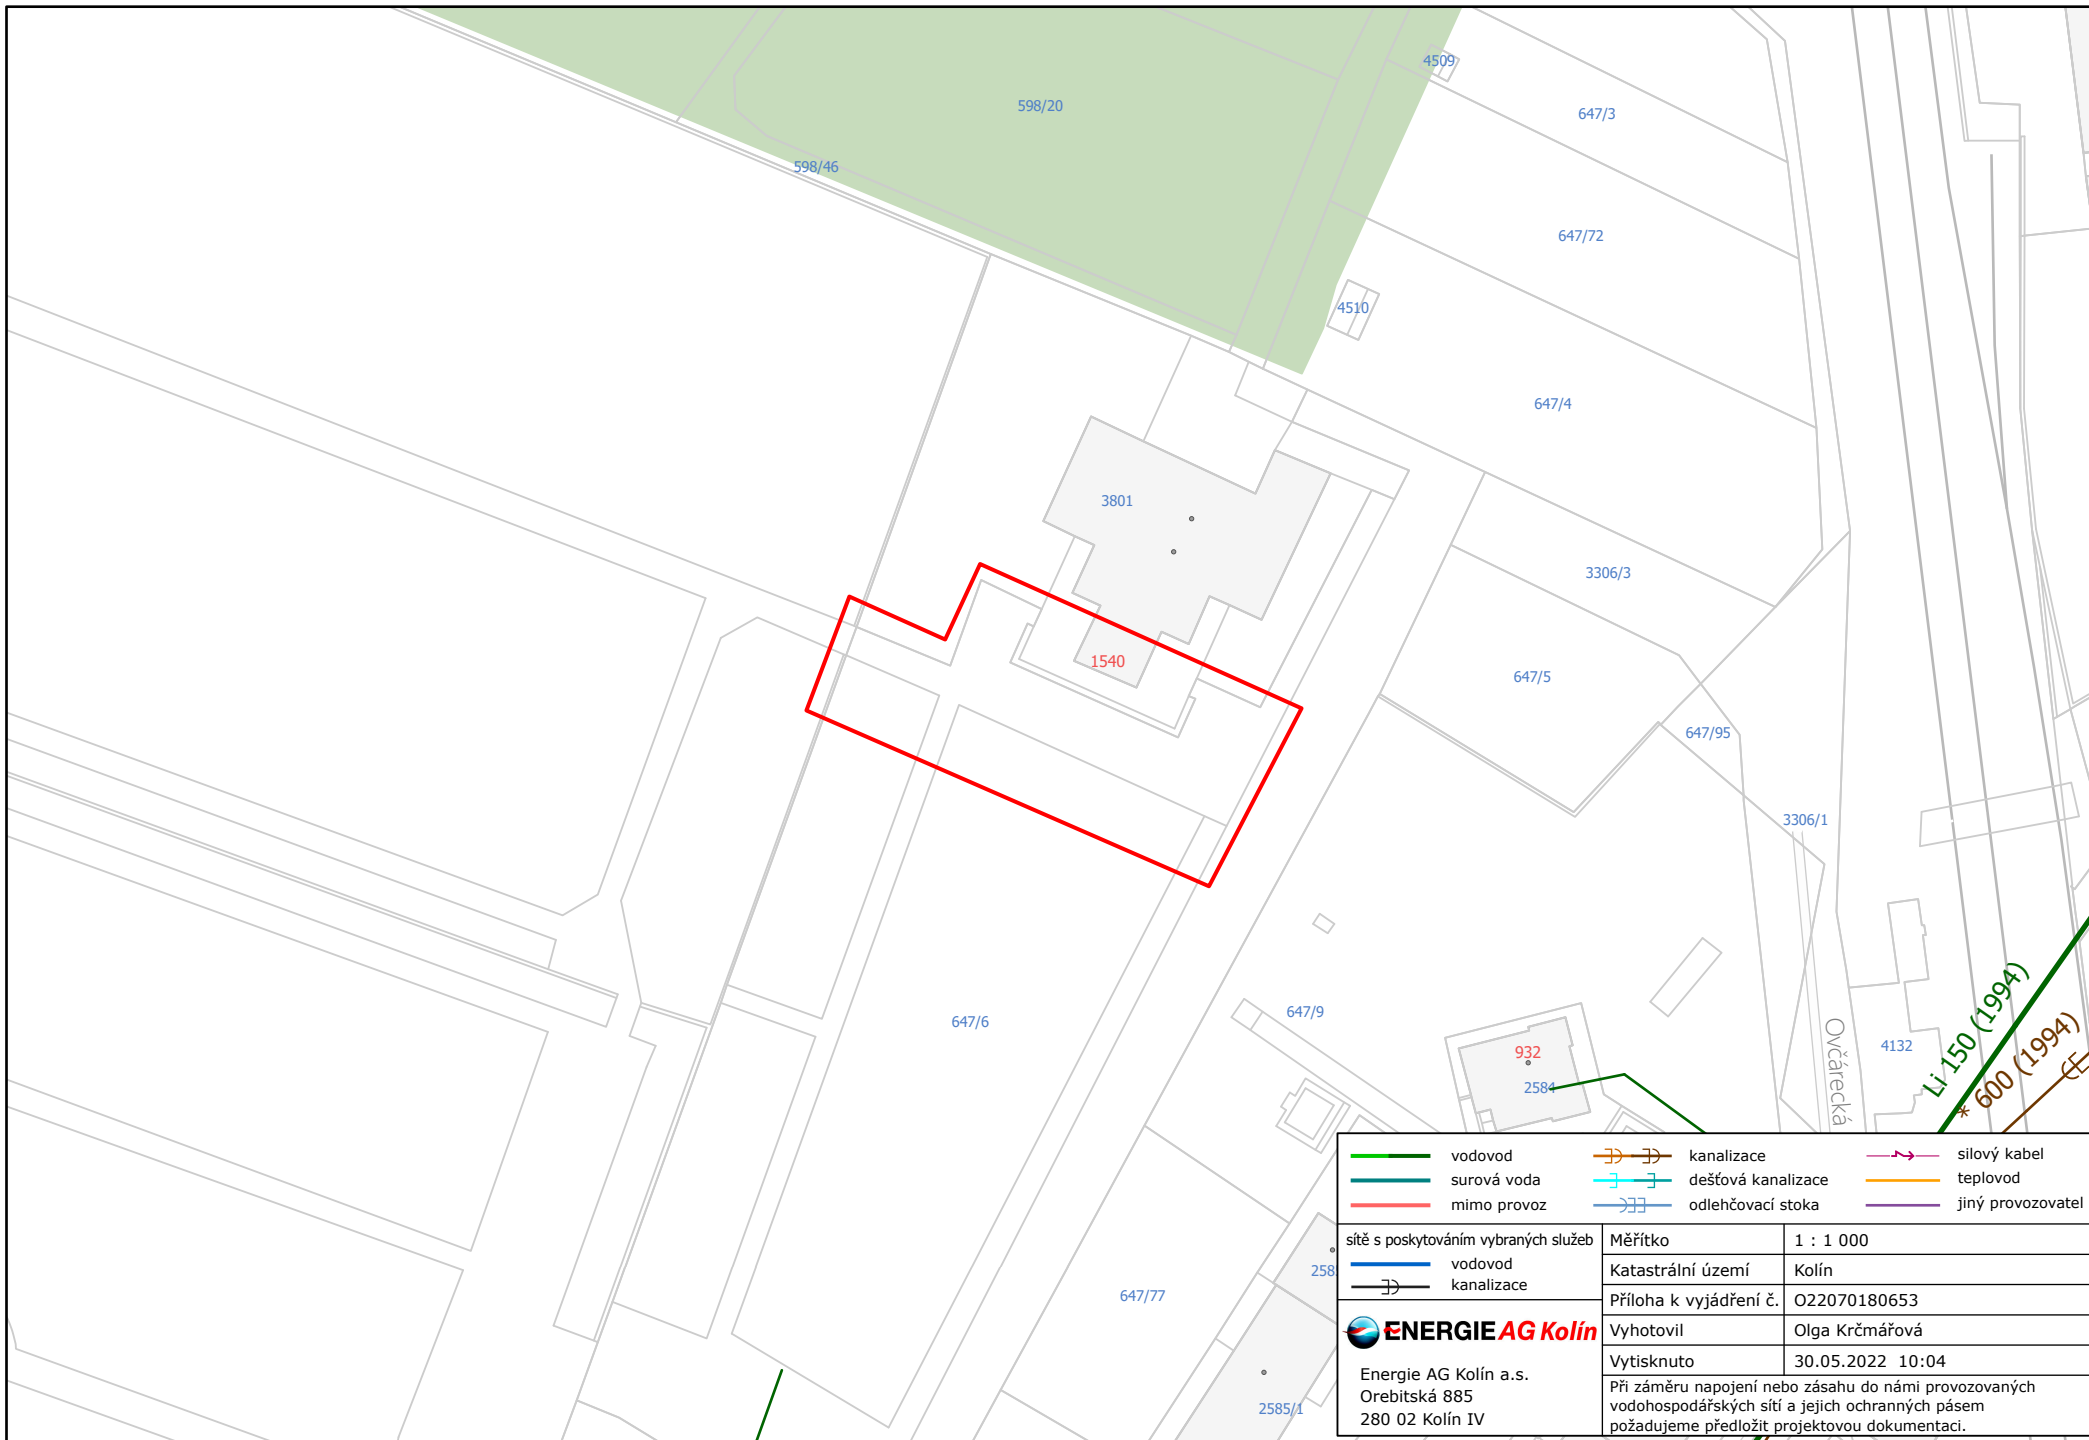 4509
598/20
647/3
598/46
647/72
4510
647/4
3801
3306/3
1540
647/5
647/95
3306/1
647/6
647/9
932
2584
4132
Ovčárecká
Li 150 (1994)
* 600 (1994)
647/77
258
2585/1
vodovod
surová voda
mimo provoz
kanalizace
dešťová kanalizace
odlehčovací stoka
silový kabel
teplovod
jiný provozovatel
sítě s poskytováním vybraných služeb
vodovod
kanalizace
ENERGIE AG Kolín
Energie AG Kolín a.s.
Orebitská 885
280 02 Kolín IV
Měřítko 1 : 1 000
Katastrální území Kolín
Příloha k vyjádření č. O22070180653
Vyhotovil Olga Krčmářová
Vytisknuto 30.05.2022 10:04
Při záměru napojení nebo zásahu do námi provozovaných
vodohospodářských sítí a jejich ochranných pásem
požadujeme předložit projektovou dokumentaci.